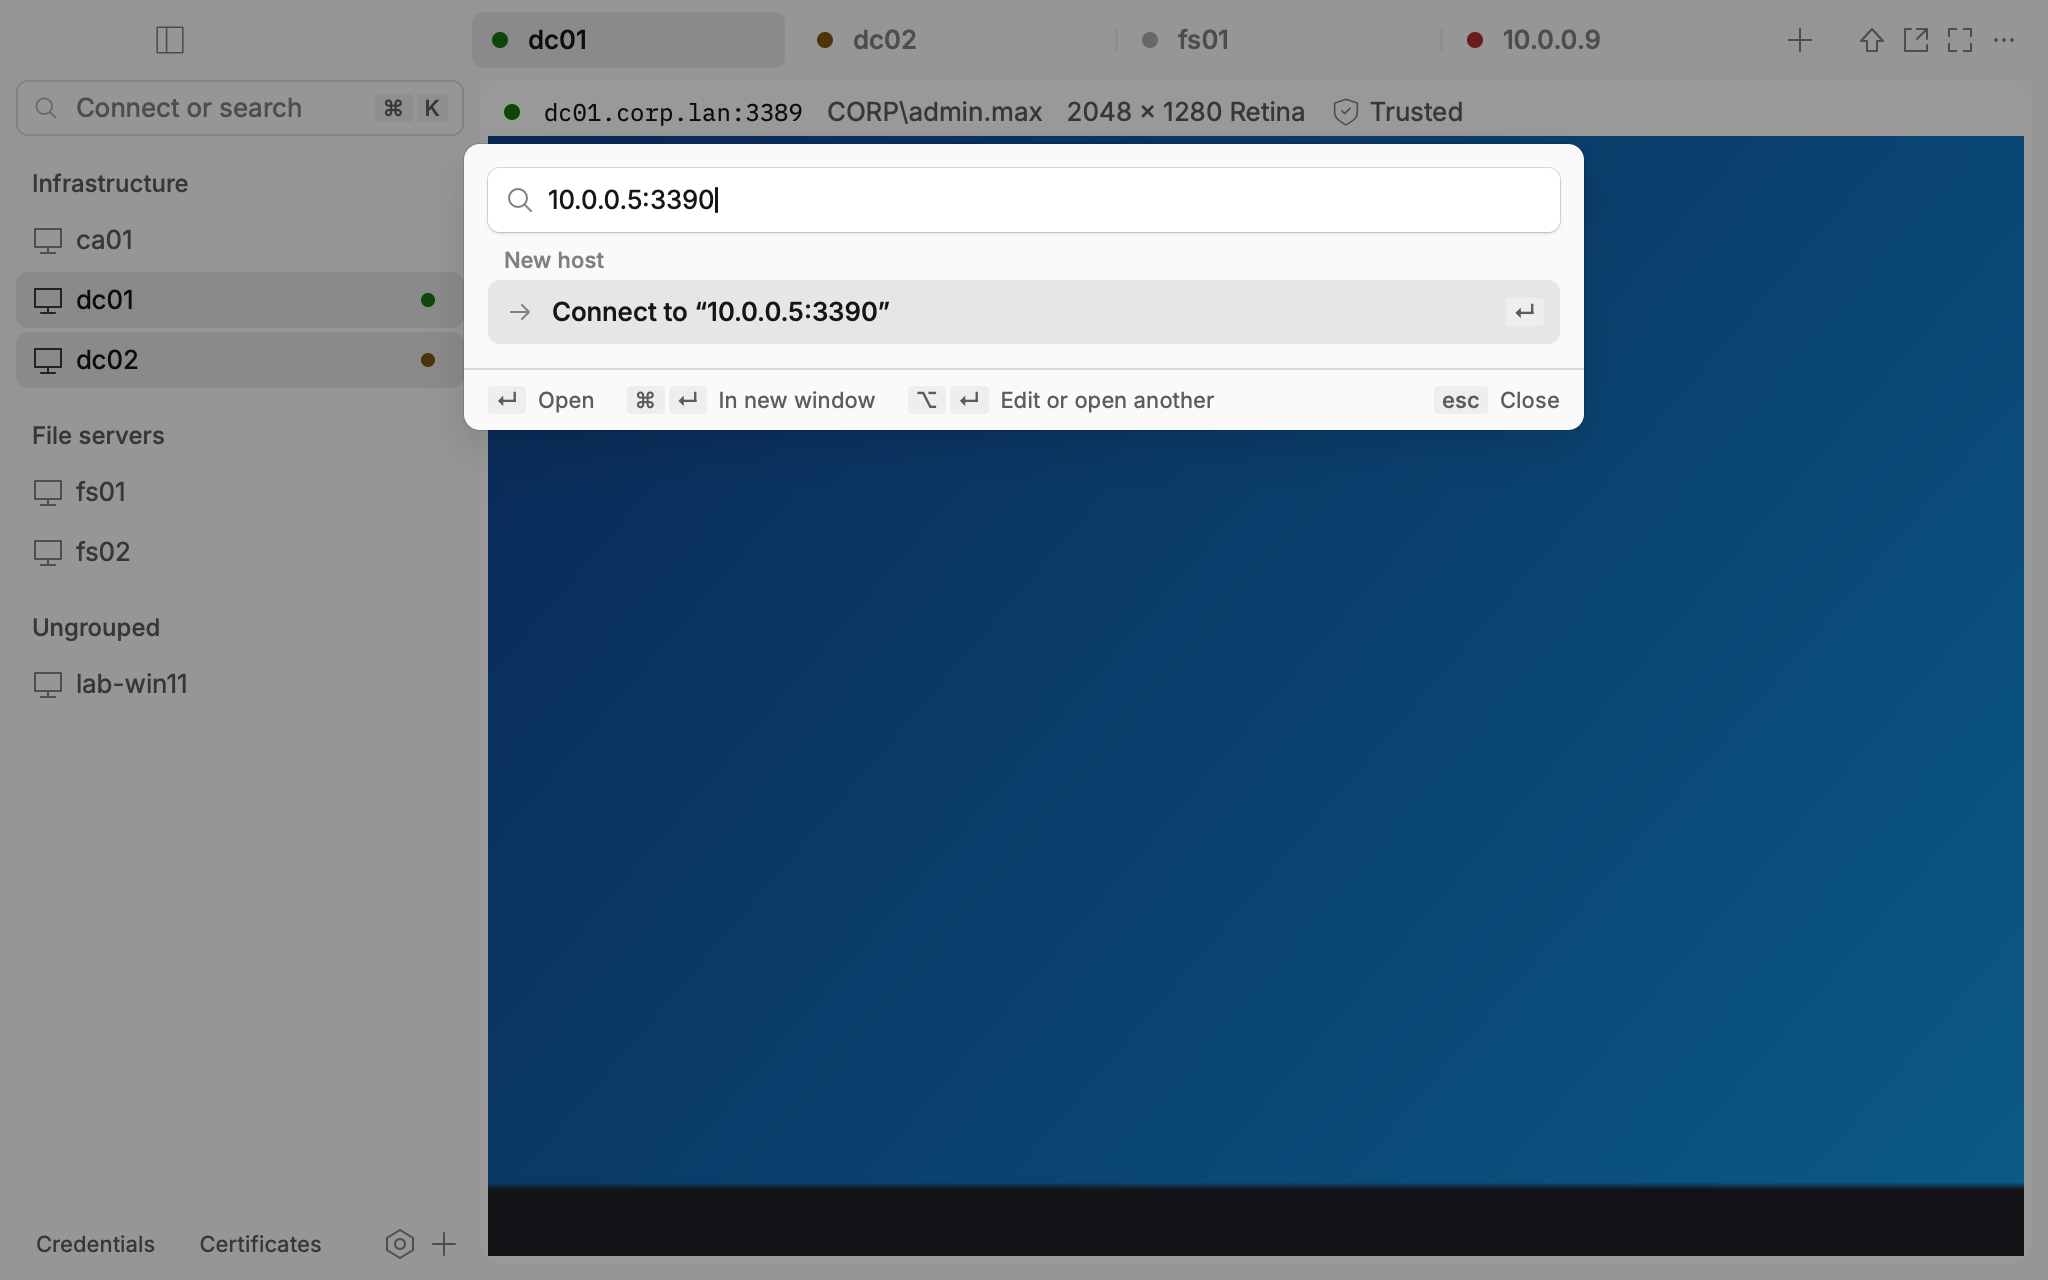 dc01
dc02
fs01
10.0.0.9
Connect or search ⌘ K
dc01.corp.lan:3389 CORP\admin.max 2048 × 1280 Retina Trusted
10.0.0.5:3390
New host
Connect to “10.0.0.5:3390” ↵
↵ Open ⌘ ↵ In new window ⌥ ↵ Edit or open another esc Close
Infrastructure
ca01
dc01
dc02
File servers
fs01
fs02
Ungrouped
lab-win11
Credentials Certificates